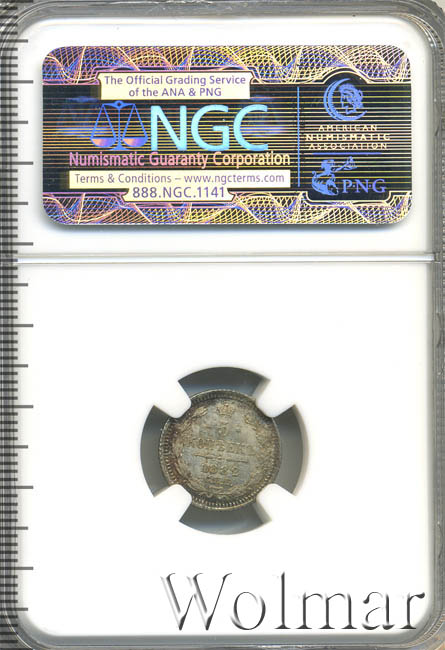 The Official Grading Service
of the ANA & PNG
NGC
Numismatic Guaranty Corporation
Terms & Conditions – www.ngcterms.com
888.NGC.1141
AMERICAN
NUMISMATIC
ASSOCIATION
PNG
Wolmar